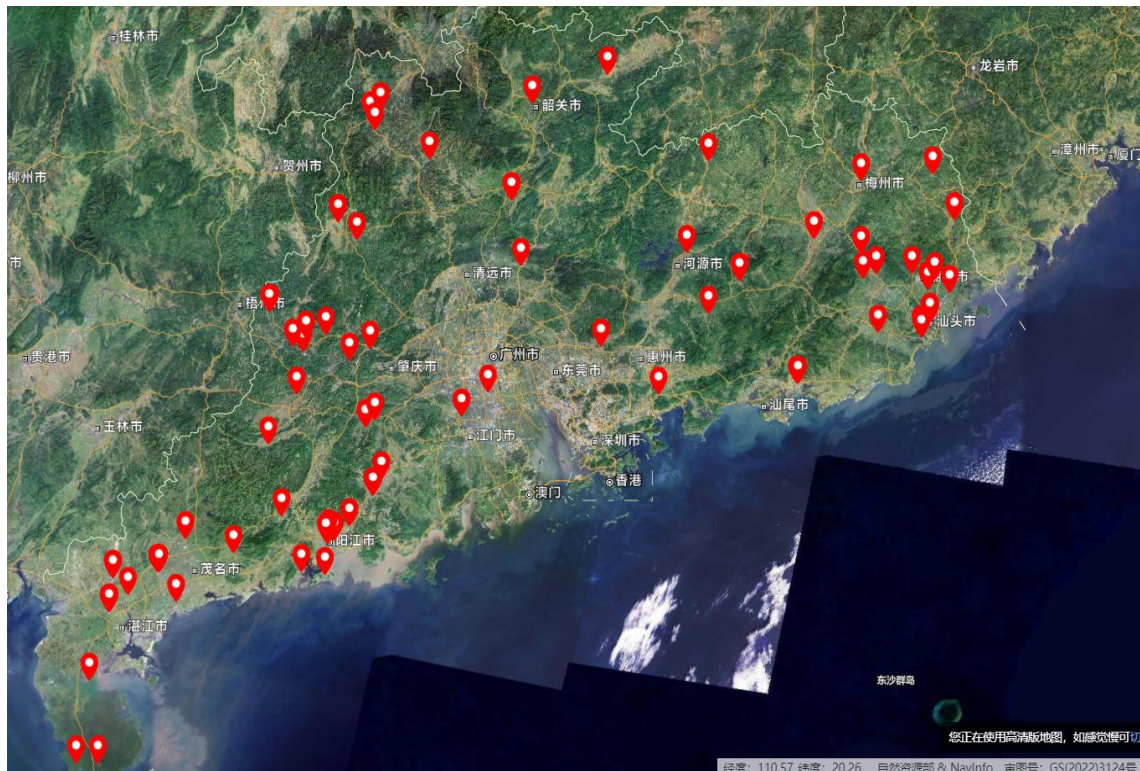 桂林市
龙岩市
韶关市
漳州市
厦门
贺州市
柳州市
梅州市
市
河源市
清远市
梧州市
汕头市
广州市
贵港市
惠州市
肇庆市
东莞市
汕尾市
玉林市
江门市
深圳市
香港
澳门
阳江市
茂名市
湛江市
东沙群岛
您正在使用高清版地图，如感觉慢可切
经度：110.57 纬度：20.26 自然资源部 & NavInfo 审图号：GS(2022)3124号